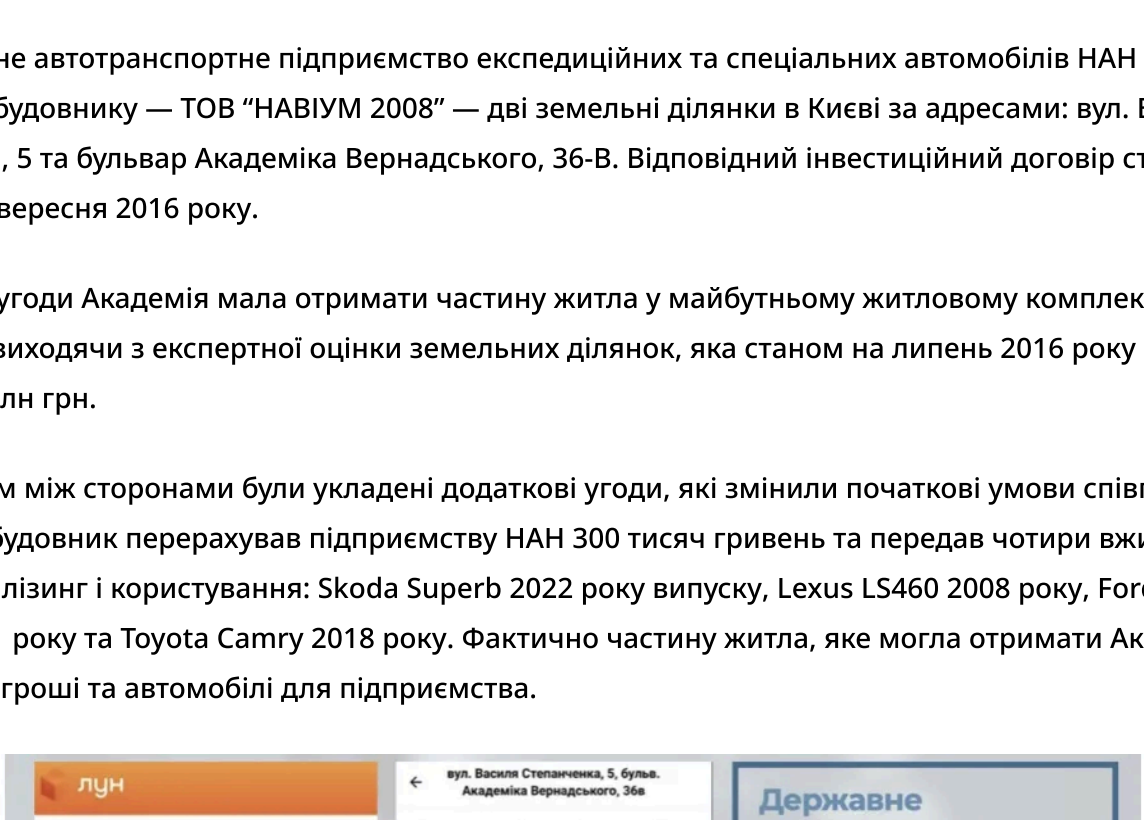 не автотранспортне підприємство експедиційних та спеціальних автомобілів НАН
будовнику — ТОВ “НАВІУМ 2008” — дві земельні ділянки в Києві за адресами: вул.
, 5 та бульвар Академіка Вернадського, 36-В. Відповідний інвестиційний договір ст
вересня 2016 року.
угоди Академія мала отримати частину житла у майбутньому житловому комплек
виходячи з експертної оцінки земельних ділянок, яка станом на липень 2016 року
лн грн.
м між сторонами були укладені додаткові угоди, які змінили початкові умови спів
будовник перерахував підприємству НАН 300 тисяч гривень та передав чотири вж
лізинг і користування: Skoda Superb 2022 року випуску, Lexus LS460 2008 року, For
року та Toyota Camry 2018 року. Фактично частину житла, яке могла отримати Ак
гроші та автомобілі для підприємства.
лун
вул. Василя Степанченка, 5, бульв.
Академіка Вернадського, 36в
Державне